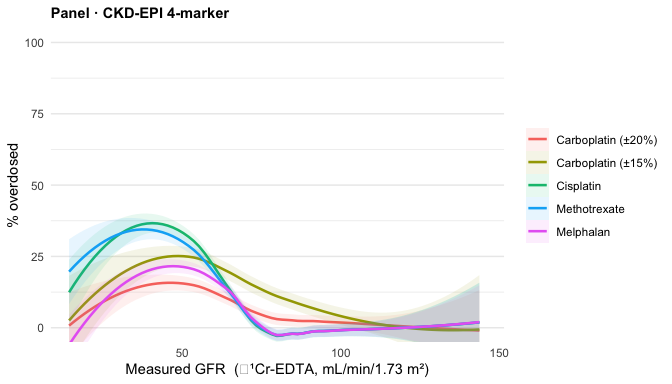 Panel · CKD-EPI 4-marker
100
75
50
25
0
% overdosed
50
100
150
Measured GFR (□¹Cr-EDTA, mL/min/1.73 m²)
Carboplatin (±20%)
Carboplatin (±15%)
Cisplatin
Methotrexate
Melphalan